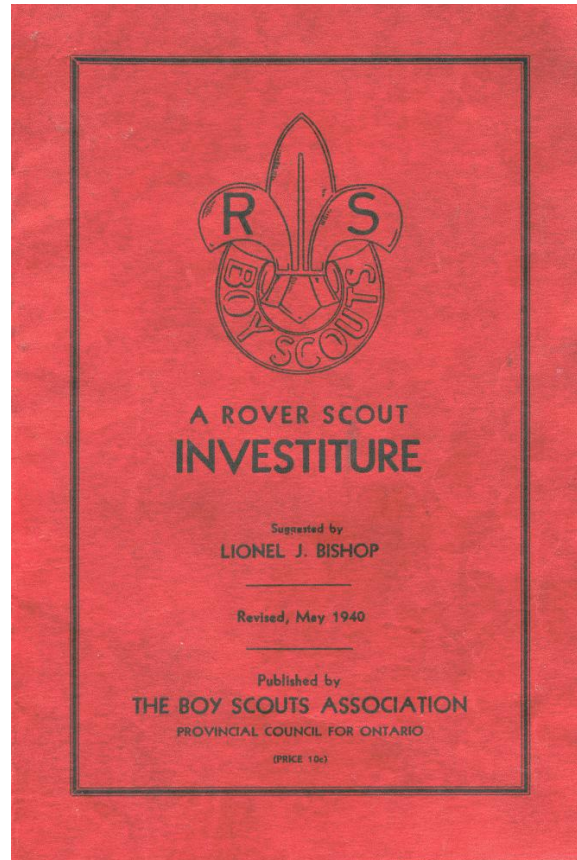 R S
BOY SCOUTS
A ROVER SCOUT
INVESTITURE
Suggested by
LIONEL J. BISHOP
Revised, May 1940
Published by
THE BOY SCOUTS ASSOCIATION
PROVINCIAL COUNCIL FOR ONTARIO
(PRICE 10c)